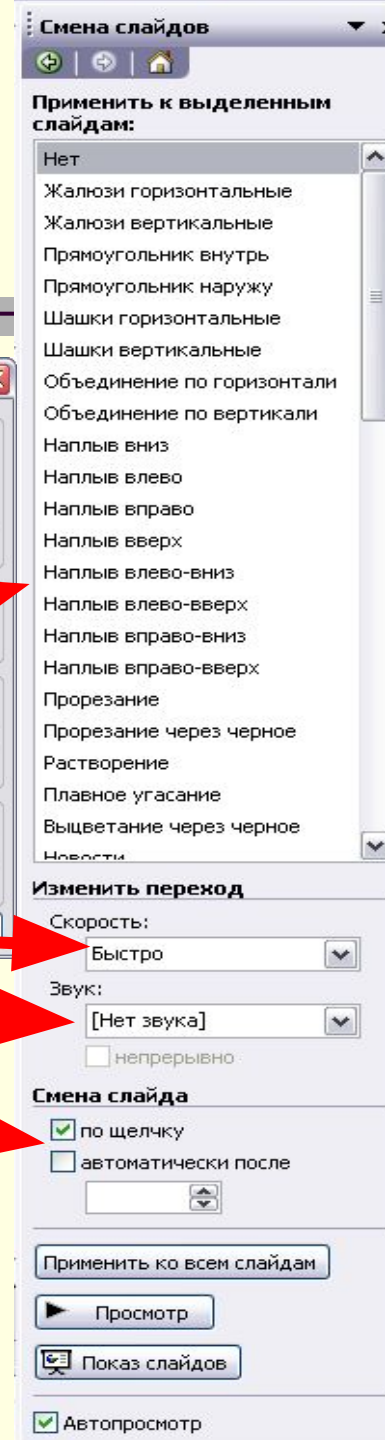 Смена слайдов
Применить к выделенным
слайдам:
Нет
Жалюзи горизонтальные
Жалюзи вертикальные
Прямоугольник внутрь
Прямоугольник наружу
Шашки горизонтальные
Шашки вертикальные
Объединение по горизонтали
Объединение по вертикали
Наплыв вниз
Наплыв влево
Наплыв вправо
Наплыв вверх
Наплыв влево-вниз
Наплыв влево-вверх
Наплыв вправо-вниз
Наплыв вправо-вверх
Прорезание
Прорезание через черное
Растворение
Плавное угасание
Выцветание через черное
Новости
Изменить переход
Скорость:
Быстро
Звук:
[Нет звука]
непрерывно
Смена слайда
по щелчку
автоматически после
Применить ко всем слайдам
Просмотр
Показ слайдов
Автопросмотр